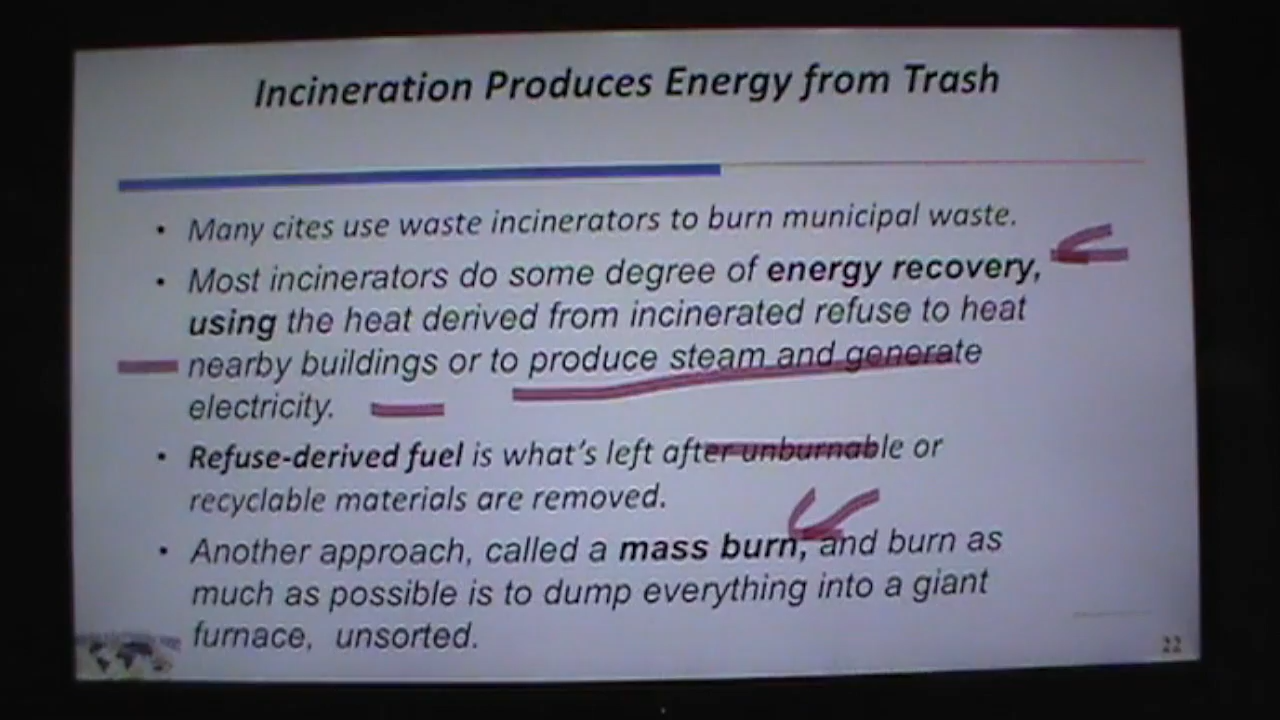 Incineration Produces Energy from Trash
• Many cites use waste incinerators to burn municipal waste.
• Most incinerators do some degree of energy recovery,
using the heat derived from incinerated refuse to heat
nearby buildings or to produce steam and generate
electricity.
• Refuse-derived fuel is what's left after unburnable or
recyclable materials are removed.
• Another approach, called a mass burn, and burn as
much as possible is to dump everything into a giant
furnace, unsorted.
22